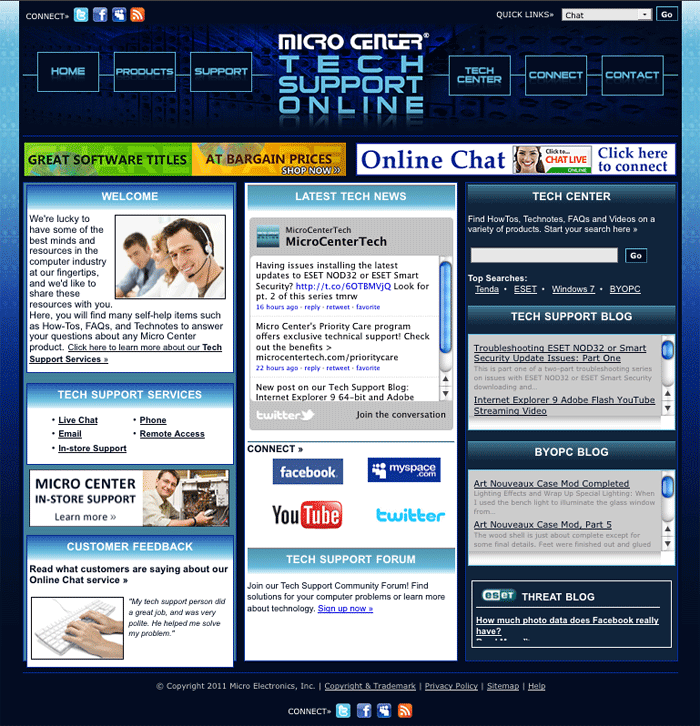 CONNECT»
QUICK LINKS»
Chat
Go
HOME
PRODUCTS
SUPPORT
MICRO CENTER®
TECH
SUPPORT
ONLINE
TECH
CENTER
CONNECT
CONTACT
GREAT SOFTWARE TITLES
AT BARGAIN PRICES
SHOP NOW >>
Online Chat
Click to...
CHAT LIVE
ONLINE
Click here
to connect
WELCOME
We're lucky to
have some of the
best minds and
resources in the
computer industry
at our fingertips,
and we'd like to
share these
resources with you.
Here, you will find many self-help items such
as How-Tos, FAQs, and Technotes to answer
your questions about any Micro Center
product. Click here to learn more about our Tech
Support Services »
TECH SUPPORT SERVICES
• Live Chat
• Phone
• Email
• Remote Access
• In-store Support
MICRO CENTER
IN-STORE SUPPORT
Learn more >>
CUSTOMER FEEDBACK
Read what customers are saying about our
Online Chat service »
"My tech support person did
a great job, and was very
polite. He helped me solve
my problem."
LATEST TECH NEWS
MicroCenterTech
MicroCenterTech
Having issues installing the latest
updates to ESET NOD32 or ESET Smart
Security? http://t.co/6OTBMVjQ Look for
pt. 2 of this series tmrw
16 hours ago · reply · retweet · favorite
Micro Center's Priority Care program
offers exclusive technical support! Check
out the benefits >
microcentertech.com/prioritycare
22 hours ago · reply · retweet · favorite
New post on our Tech Support Blog:
Internet Explorer 9 64-bit and Adobe
twitter
Join the conversation
CONNECT »
facebook
myspace.com
YouTube
twitter
TECH SUPPORT FORUM
Join our Tech Support Community Forum! Find
solutions for your computer problems or learn more
about technology. Sign up now »
TECH CENTER
Find HowTos, Technotes, FAQs and Videos on a
variety of products. Start your search here »
Go
Top Searches:
Tenda • ESET • Windows 7 • BYOPC
TECH SUPPORT BLOG
Troubleshooting ESET NOD32 or Smart
Security Update Issues: Part One
This is part one of a two-part troubleshooting series
on issues with ESET NOD32 or ESET Smart Security
downloading and...
Internet Explorer 9 Adobe Flash YouTube
Streaming Video
BYOPC BLOG
Art Nouveaux Case Mod Completed
Lighting Effects and Wrap Up Special Lighting: When
I used the bench light to illuminate the glass window
from...
Art Nouveaux Case Mod, Part 5
The wood shell is just about complete except for
some final details. Feet were finished out and glued
eset THREAT BLOG
How much photo data does Facebook really
have?
© Copyright 2011 Micro Electronics, Inc. | Copyright & Trademark | Privacy Policy | Sitemap | Help
CONNECT»